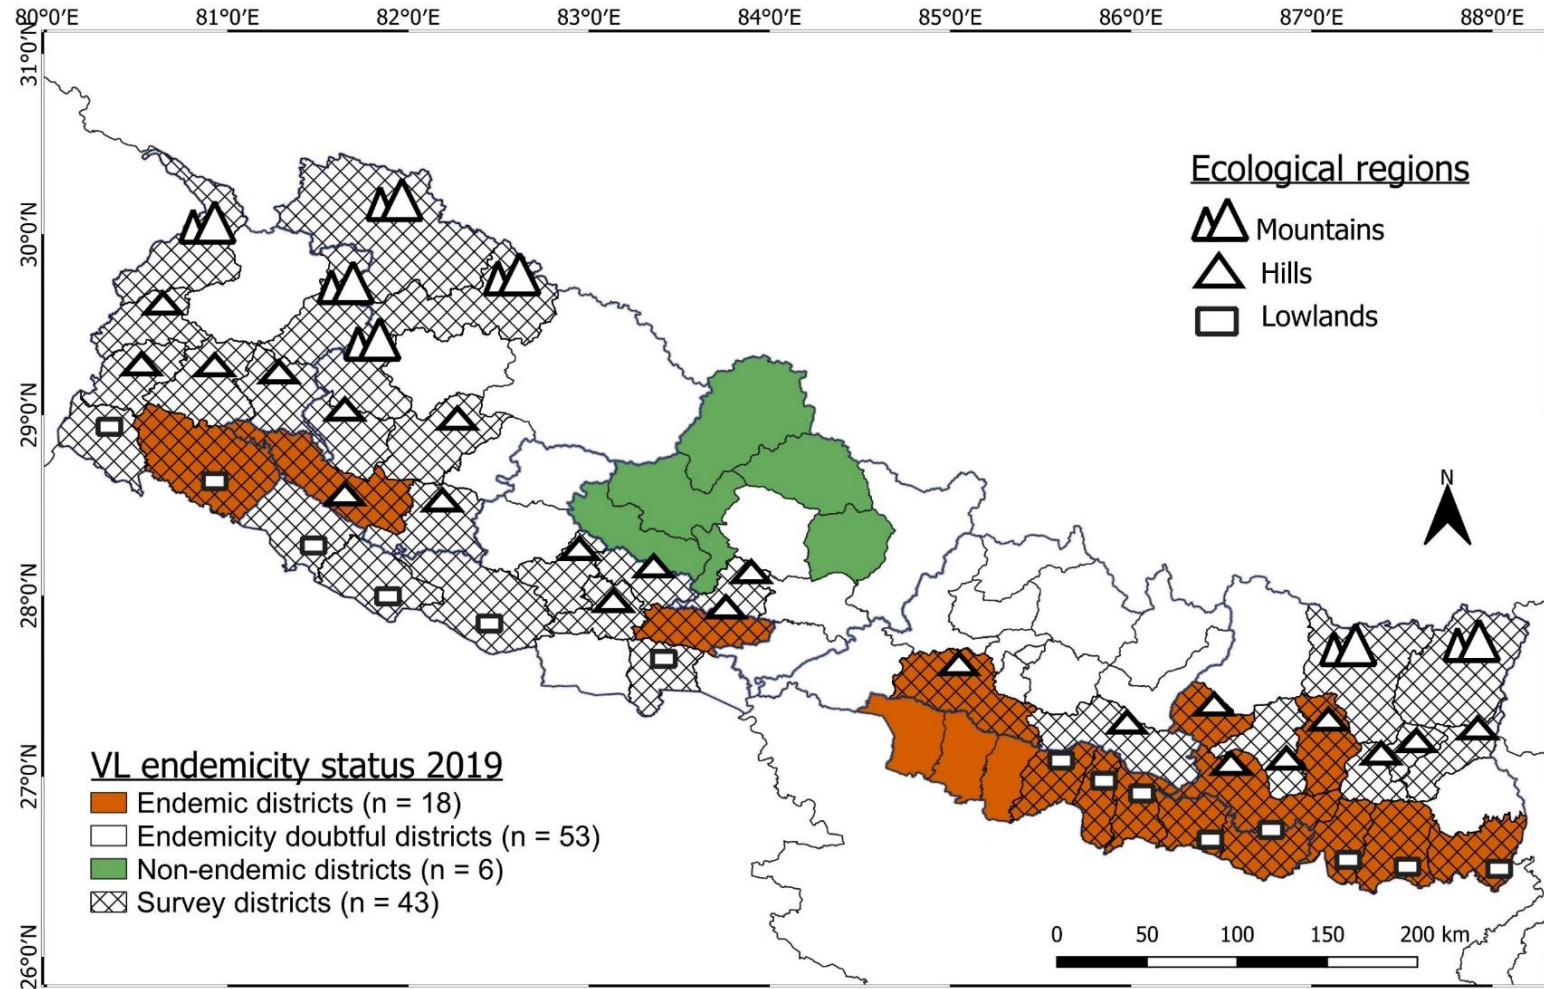 80°0'E 81°0'E 82°0'E 83°0'E 84°0'E 85°0'E 86°0'E 87°0'E 88°0'E
31°0'N
30°0'N
29°0'N
28°0'N
27°0'N
26°0'N
Ecological regions
Mountains
Hills
Lowlands
N
VL endemicity status 2019
Endemic districts (n = 18)
Endemicity doubtful districts (n = 53)
Non-endemic districts (n = 6)
Survey districts (n = 43)
0 50 100 150 200 km